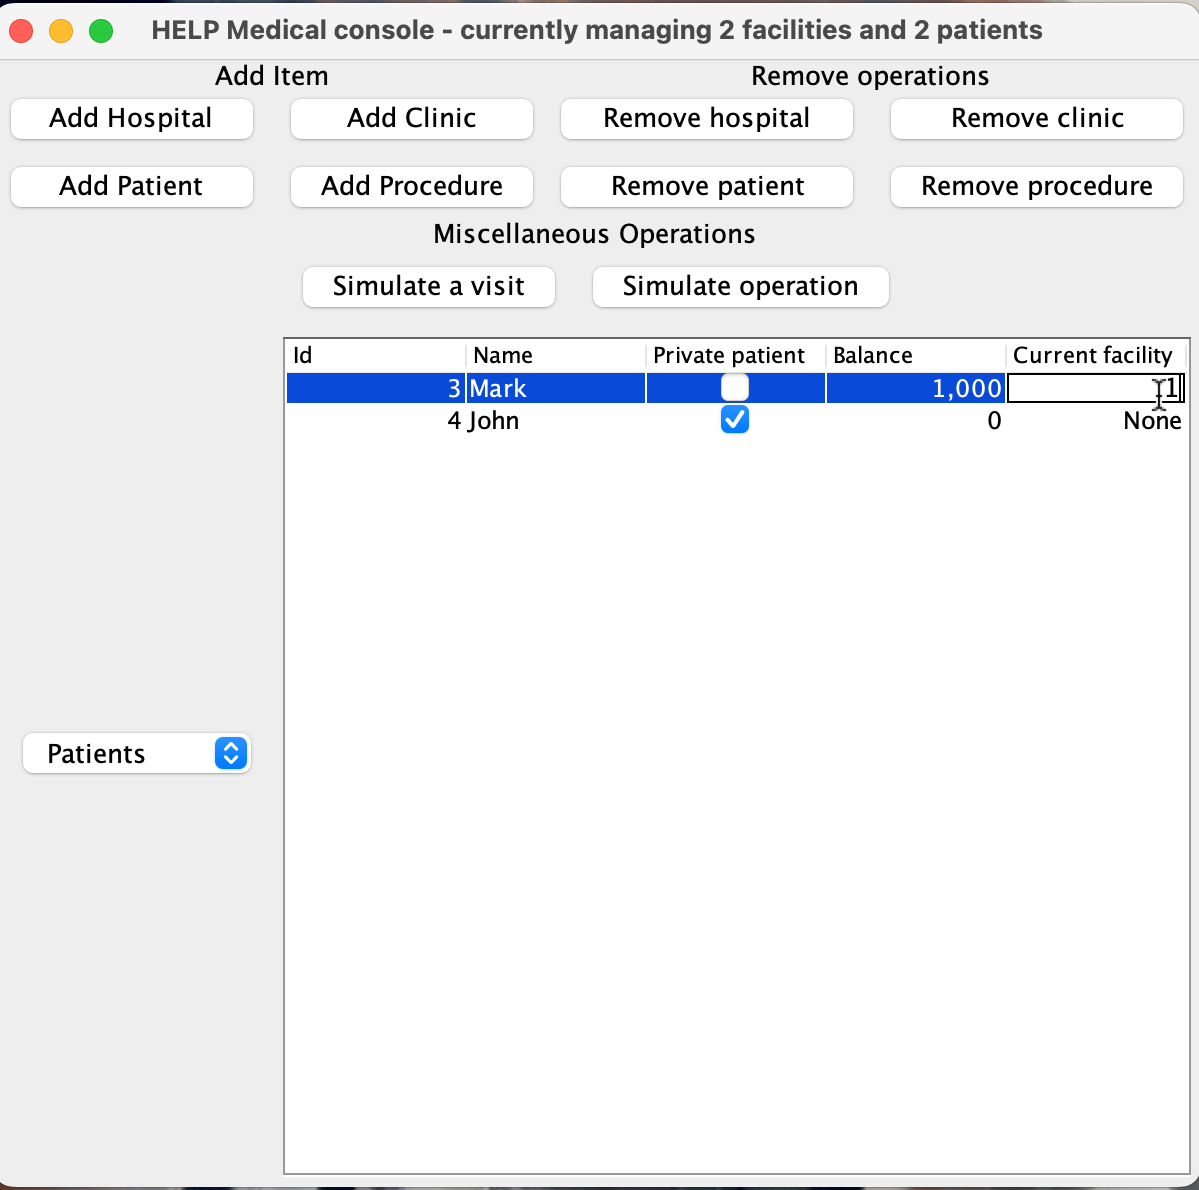 HELP Medical console - currently managing 2 facilities and 2 patients
Add Item Remove operations
Add Hospital Add Clinic Remove hospital Remove clinic
Add Patient Add Procedure Remove patient Remove procedure
Miscellaneous Operations
Simulate a visit Simulate operation
Id Name Private patient Balance Current facility
3 Mark 1,000 1
4 John 0 None
Patients